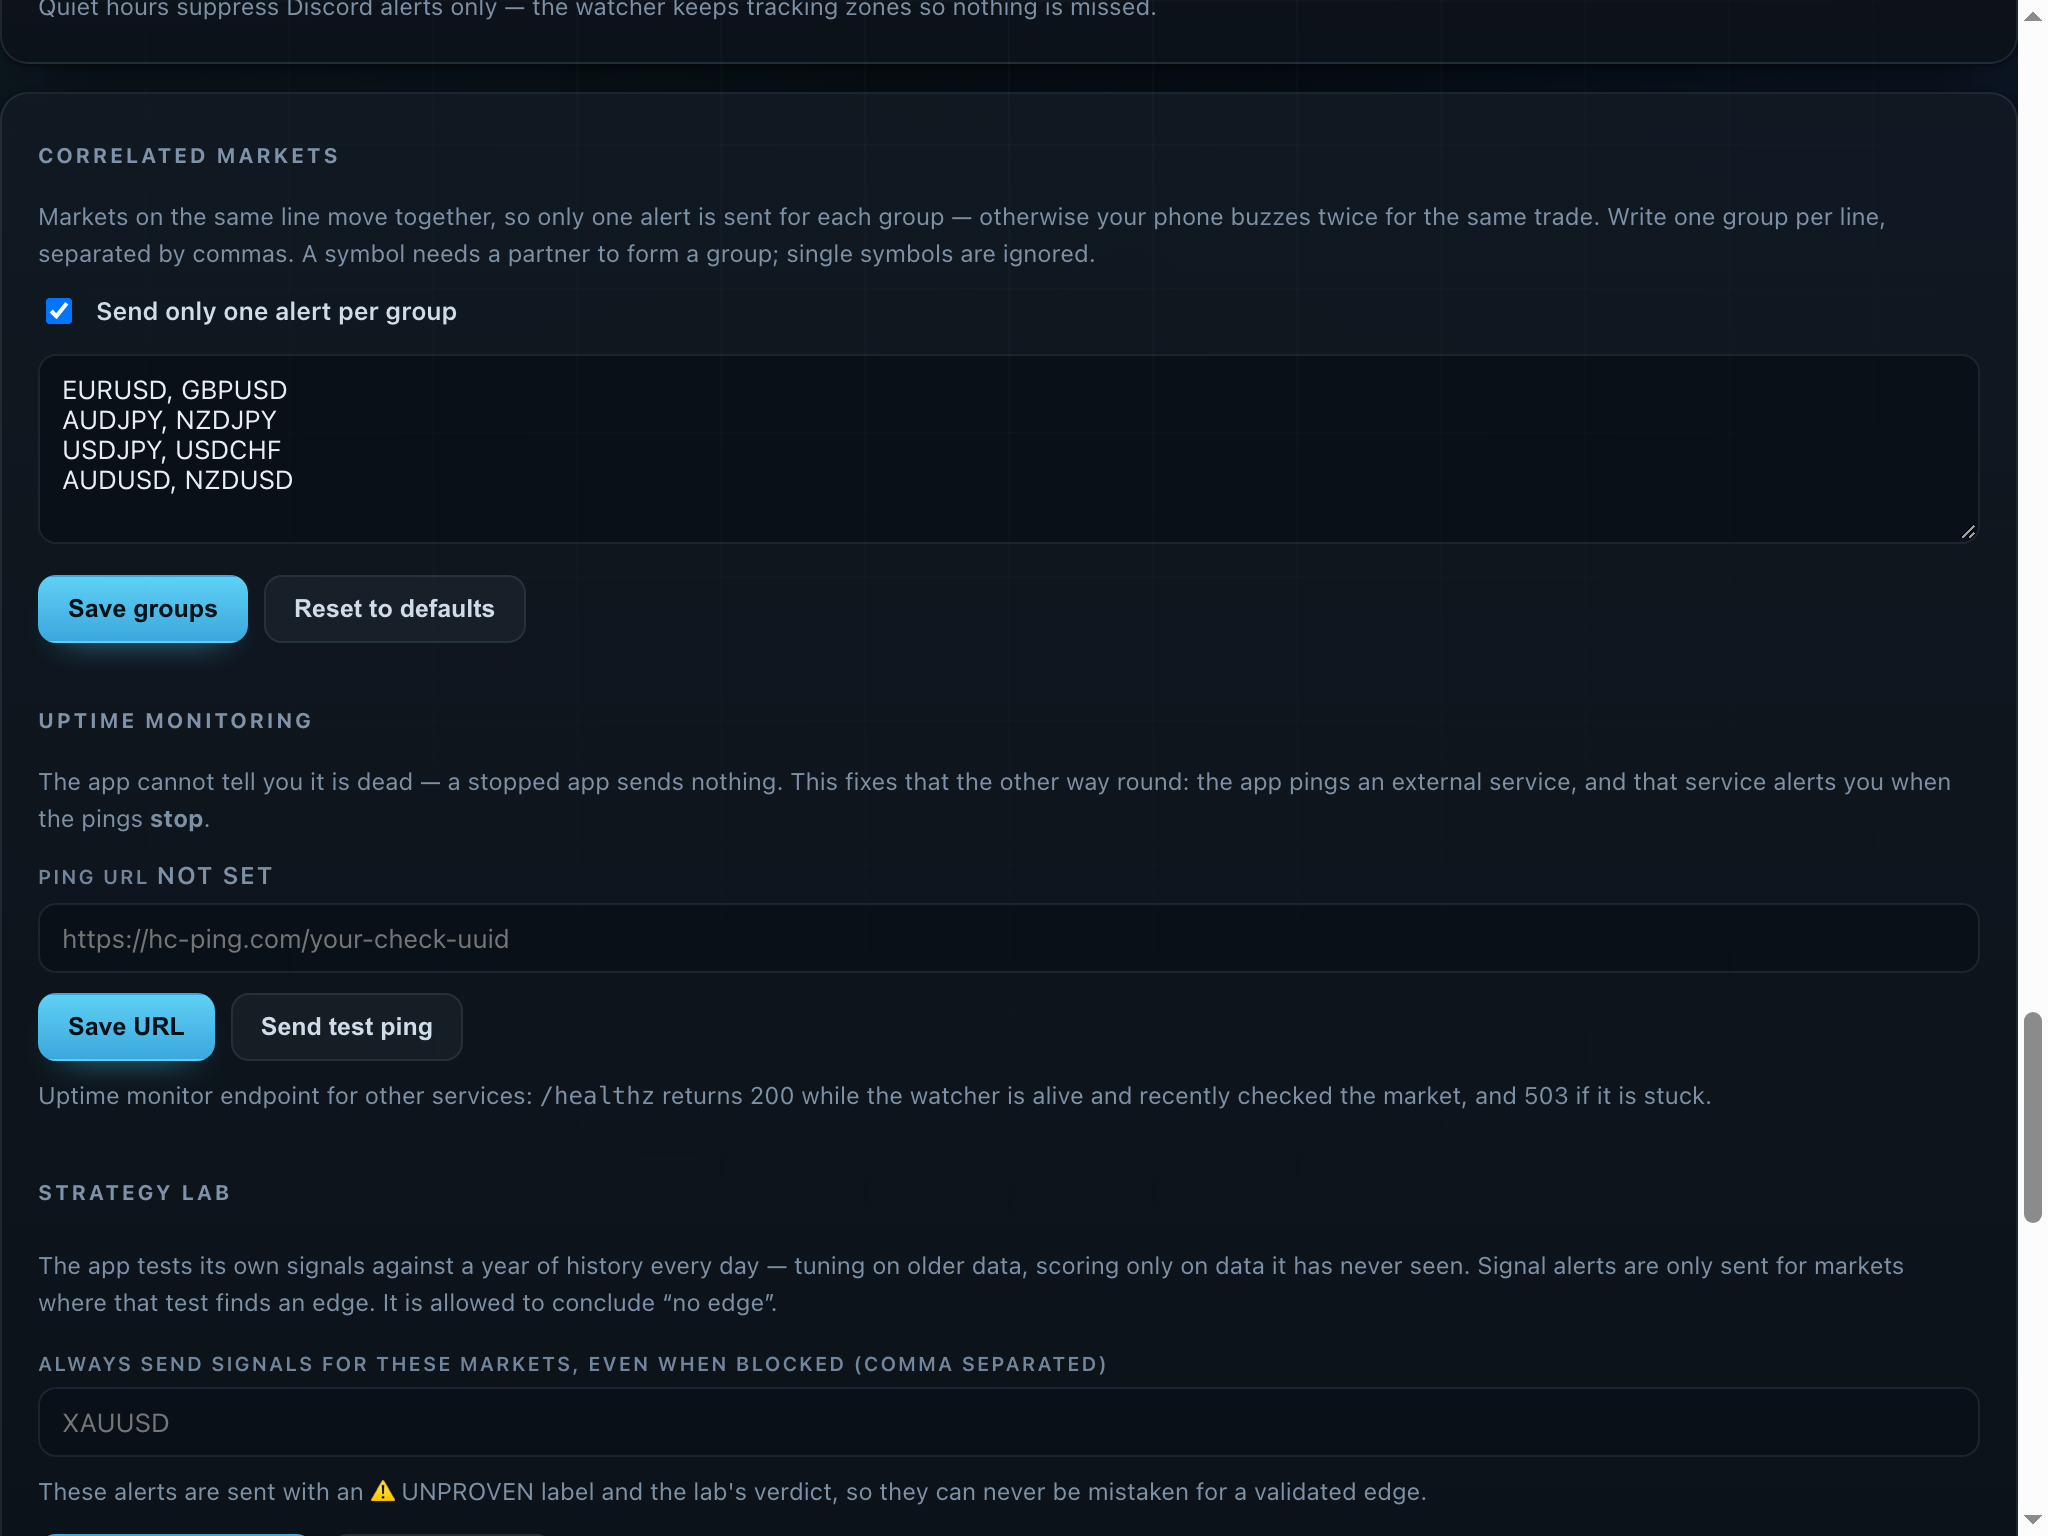 Quiet hours suppress Discord alerts only — the watcher keeps tracking zones so nothing is missed.
CORRELATED MARKETS
Markets on the same line move together, so only one alert is sent for each group — otherwise your phone buzzes twice for the same trade. Write one group per line,
separated by commas. A symbol needs a partner to form a group; single symbols are ignored.
Send only one alert per group
EURUSD, GBPUSD
AUDJPY, NZDJPY
USDJPY, USDCHF
AUDUSD, NZDUSD
Save groups
Reset to defaults
UPTIME MONITORING
The app cannot tell you it is dead — a stopped app sends nothing. This fixes that the other way round: the app pings an external service, and that service alerts you when
the pings stop.
PING URL NOT SET
https://hc-ping.com/your-check-uuid
Save URL
Send test ping
Uptime monitor endpoint for other services: /healthz returns 200 while the watcher is alive and recently checked the market, and 503 if it is stuck.
STRATEGY LAB
The app tests its own signals against a year of history every day — tuning on older data, scoring only on data it has never seen. Signal alerts are only sent for markets
where that test finds an edge. It is allowed to conclude “no edge”.
ALWAYS SEND SIGNALS FOR THESE MARKETS, EVEN WHEN BLOCKED (COMMA SEPARATED)
XAUUSD
These alerts are sent with an ⚠️ UNPROVEN label and the lab's verdict, so they can never be mistaken for a validated edge.